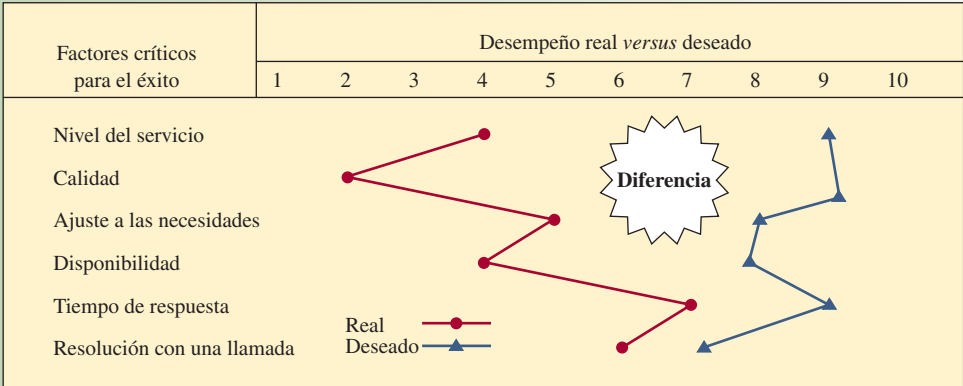 Factores críticos
para el éxito
Desempeño real versus deseado
1 2 3 4 5 6 7 8 9 10
Nivel del servicio
Calidad
Diferencia
Ajuste a las necesidades
Disponibilidad
Tiempo de respuesta
Resolución con una llamada
Real
Deseado